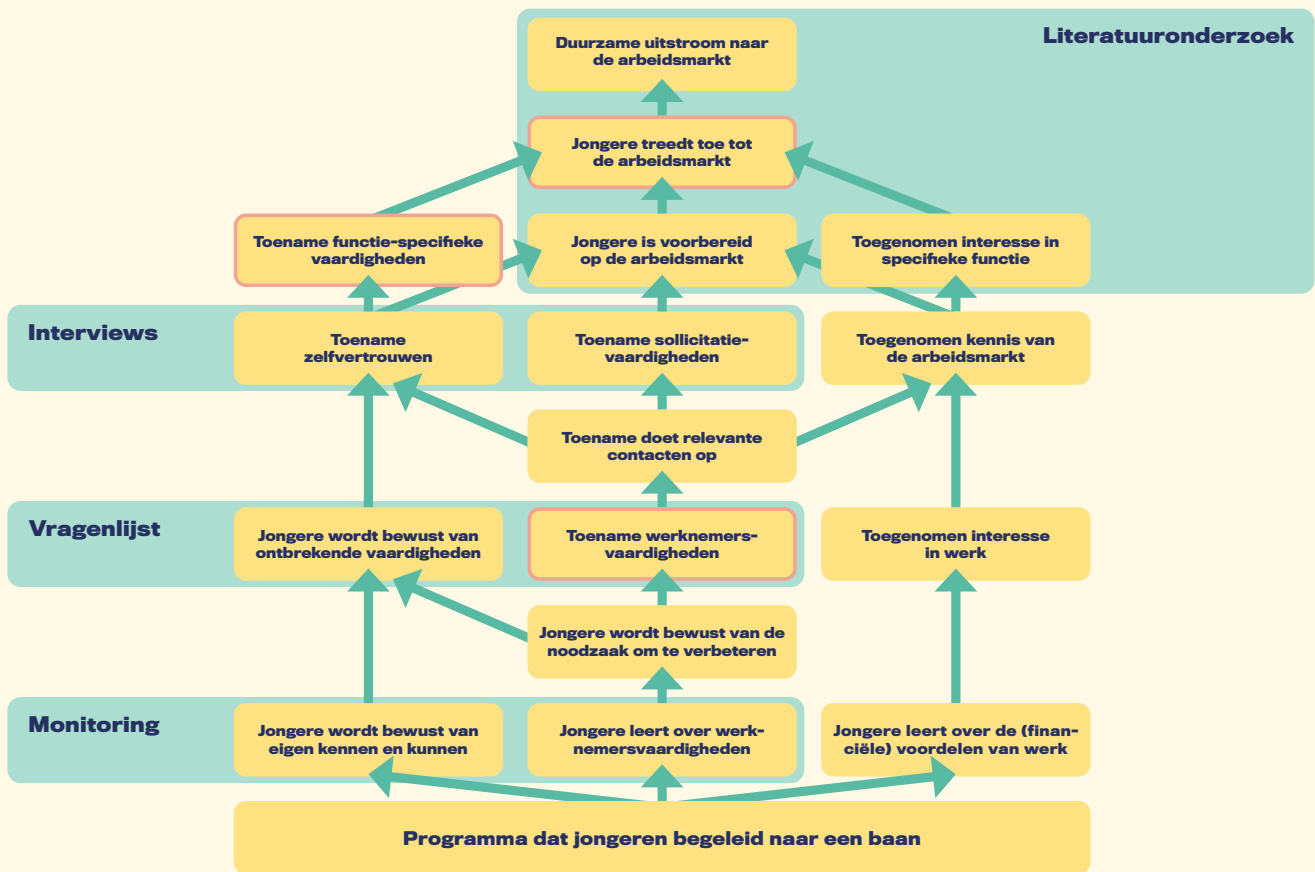 Literatuuronderzoek
Duurzame uitstroom naar
de arbeidsmarkt
Jongere treedt toe tot
de arbeidsmarkt
Toename functie-specifieke
vaardigheden
Jongere is voorbereid
op de arbeidsmarkt
Toegenomen interesse in
specifieke functie
Interviews
Toename
zelfvertrouwen
Toename sollicitatie-
vaardigheden
Toegenomen kennis van
de arbeidsmarkt
Toename doet relevante
contacten op
Vragenlijst
Jongere wordt bewust van
ontbrekende vaardigheden
Toename werknemers-
vaardigheden
Toegenomen interesse
in werk
Jongere wordt bewust van de
noodzaak om te verbeteren
Monitoring
Jongere wordt bewust van
eigen kennen en kunnen
Jongere leert over werk-
nemersvaardigheden
Jongere leert over de (finan-
ciële) voordelen van werk
Programma dat jongeren begeleid naar een baan